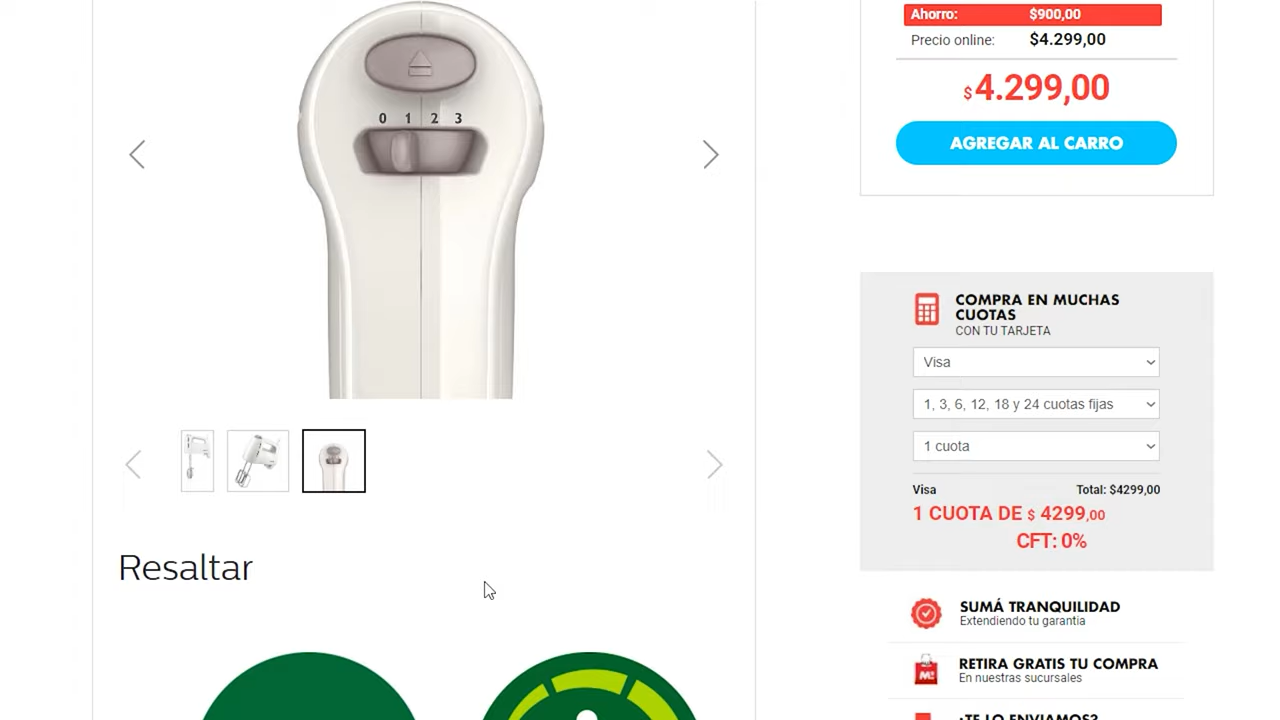 Ahorro: $900,00
Precio online: $4.299,00
$4.299,00
AGREGAR AL CARRO
0 1 2 3
COMPRA EN MUCHAS
CUOTAS
CON TU TARJETA
Visa
1, 3, 6, 12, 18 y 24 cuotas fijas
1 cuota
Visa Total: $4299,00
1 CUOTA DE $ 4299,00
CFT: 0%
Resaltar
SUMÁ TRANQUILIDAD
Extendiendo tu garantía
RETIRA GRATIS TU COMPRA
En nuestras sucursales
¿TE LO ENVIAMOS?